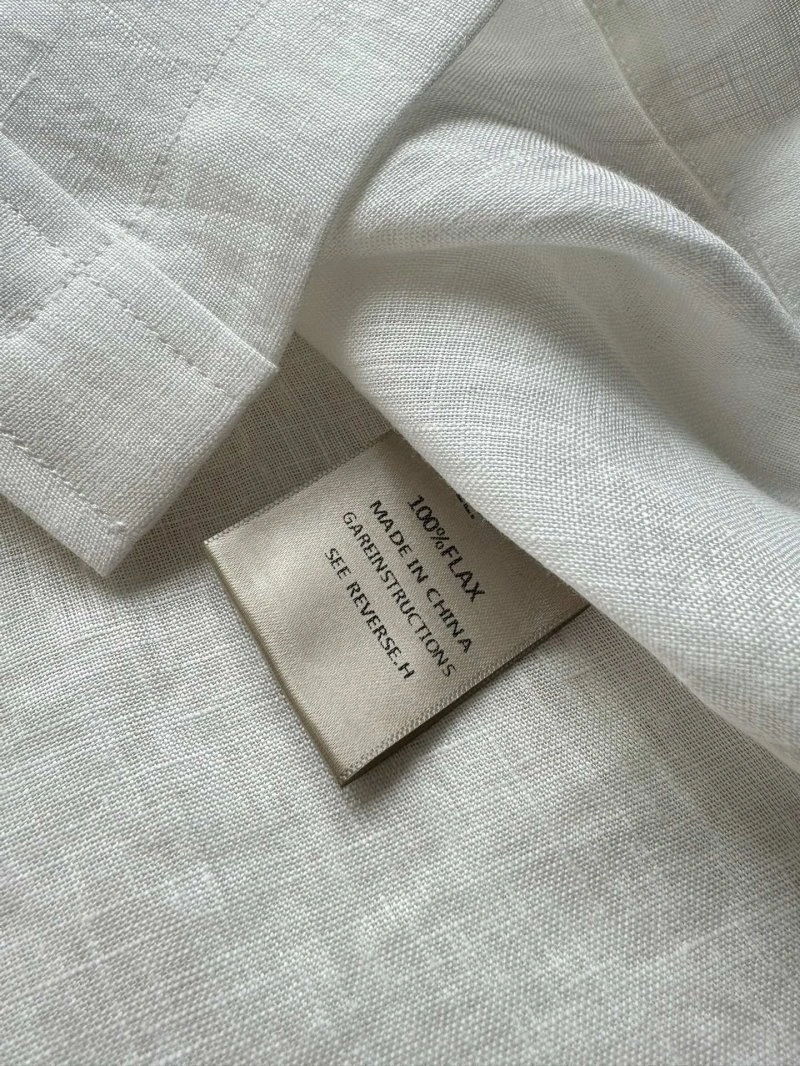 100%FLAX
MADE IN CHINA
GAREINSTRUCTIONS
SEE REVERSE.H